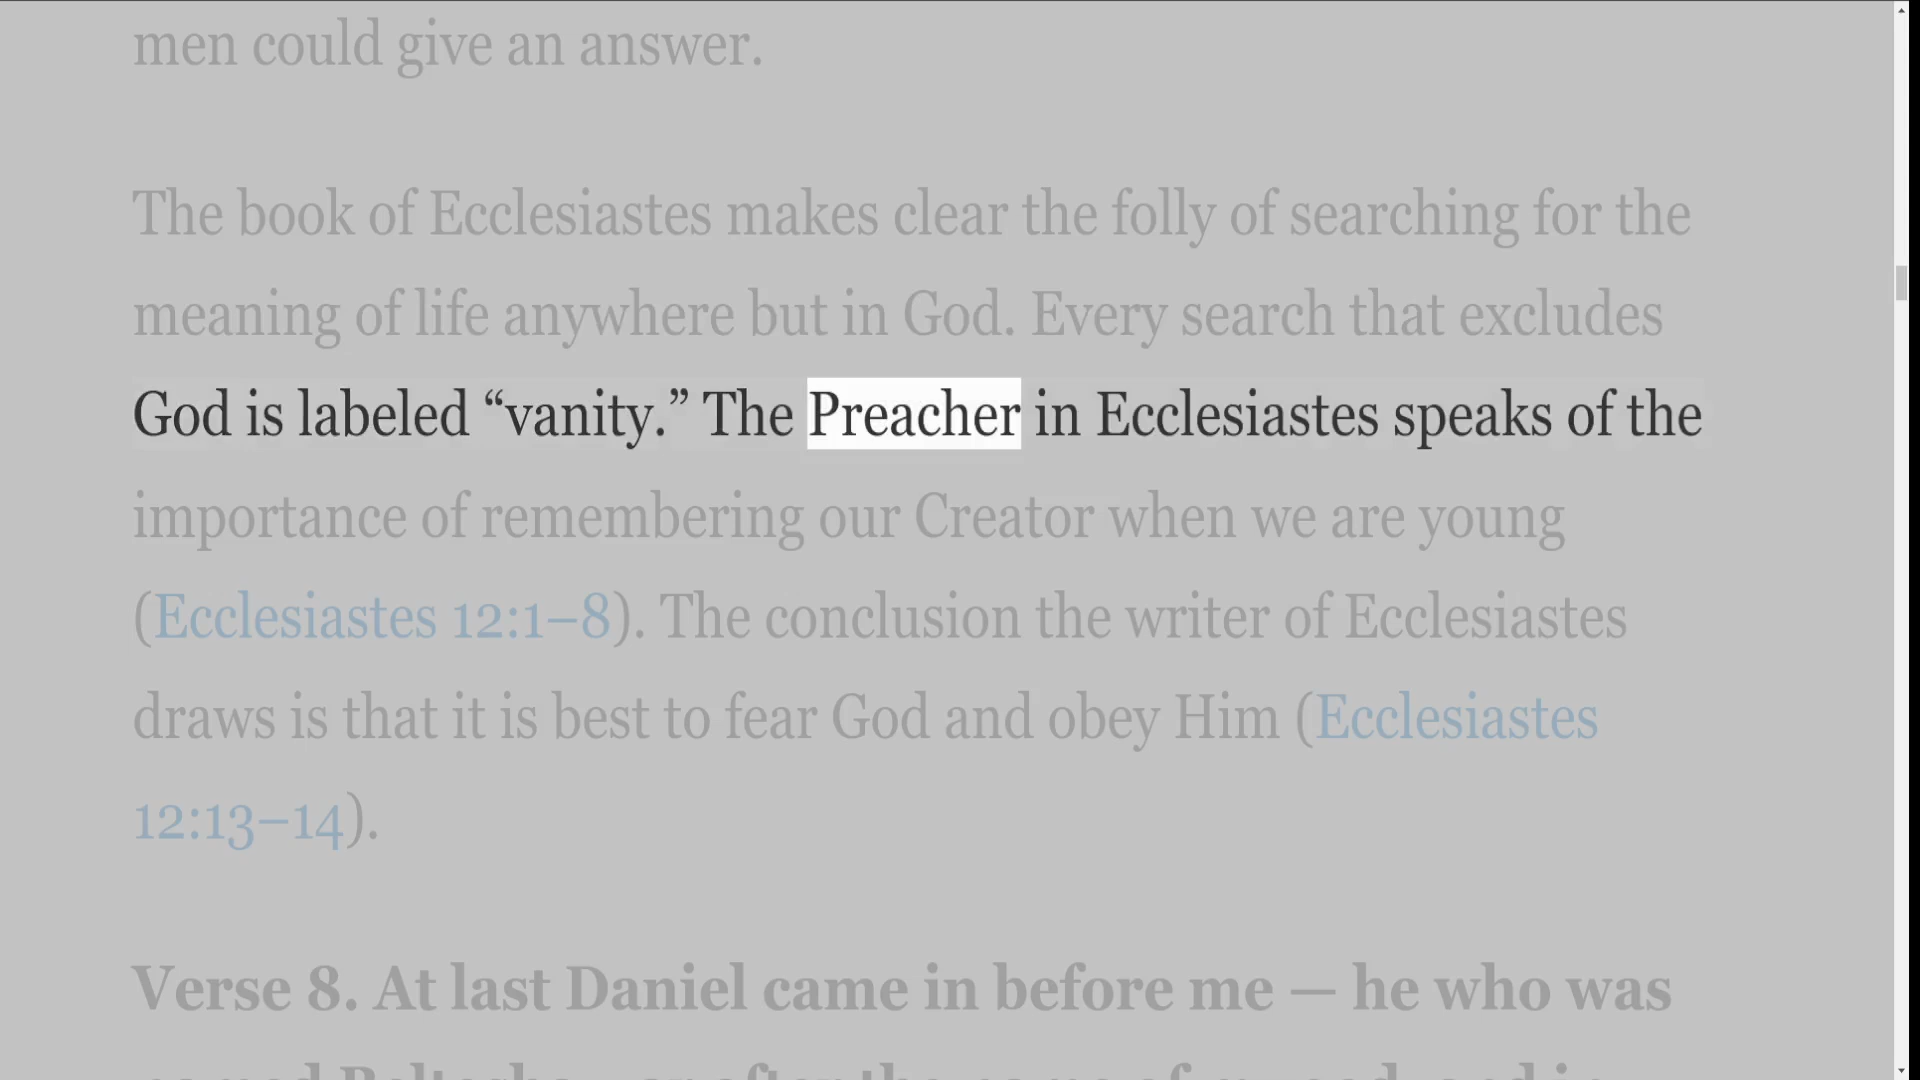 men could give an answer.
The book of Ecclesiastes makes clear the folly of searching for the
meaning of life anywhere but in God. Every search that excludes
God is labeled “vanity.” The Preacher in Ecclesiastes speaks of the
importance of remembering our Creator when we are young
(Ecclesiastes 12:1–8). The conclusion the writer of Ecclesiastes
draws is that it is best to fear God and obey Him (Ecclesiastes
12:13–14).
Verse 8. At last Daniel came in before me — he who was